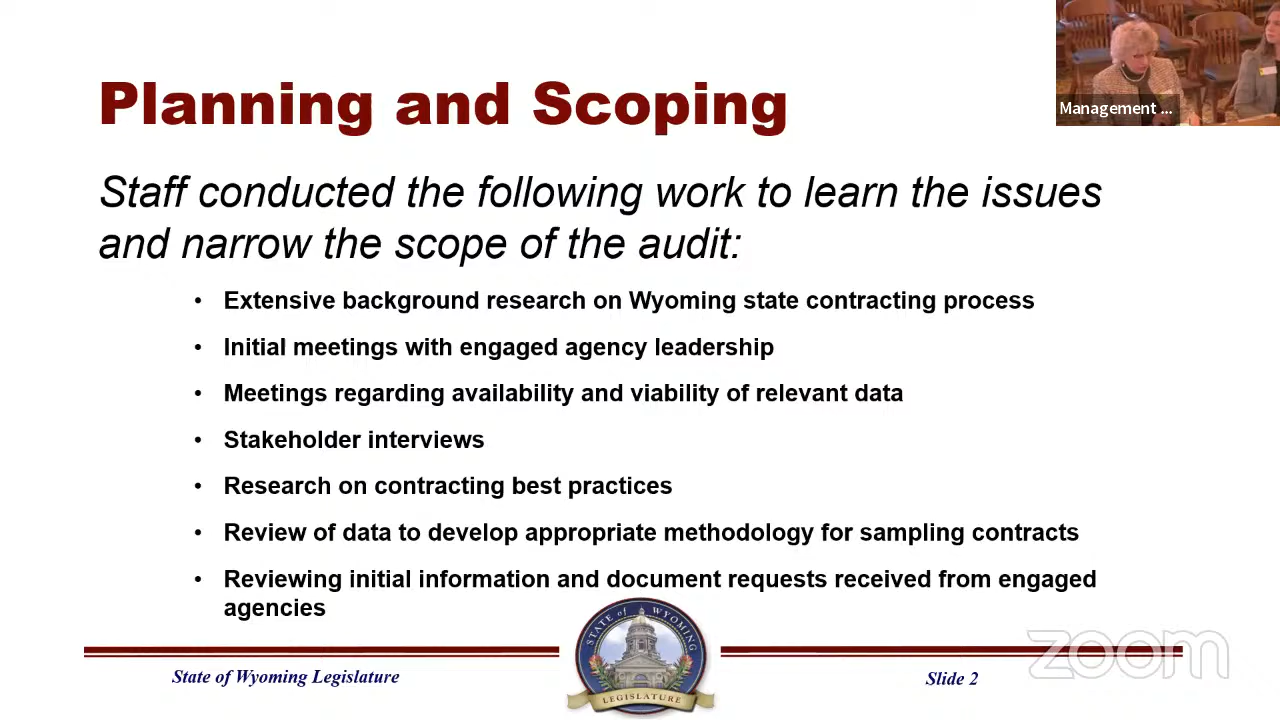 Planning and Scoping
Management ...
Staff conducted the following work to learn the issues
and narrow the scope of the audit:
• Extensive background research on Wyoming state contracting process
• Initial meetings with engaged agency leadership
• Meetings regarding availability and viability of relevant data
• Stakeholder interviews
• Research on contracting best practices
• Review of data to develop appropriate methodology for sampling contracts
• Reviewing initial information and document requests received from engaged
agencies
STATE of WYOMING
LEGISLATURE
State of Wyoming Legislature
Slide 2
zoom